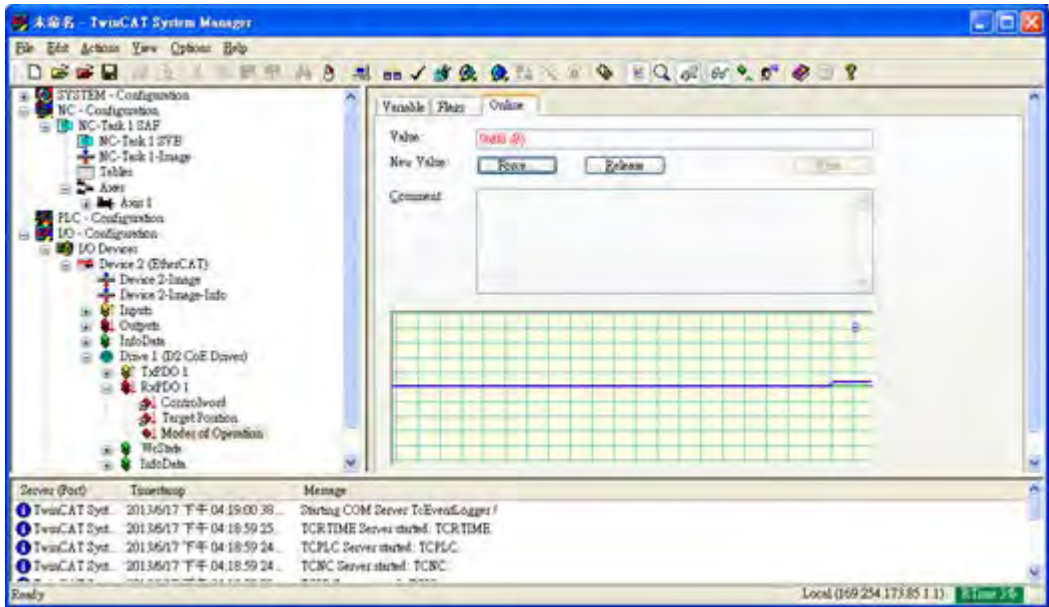 未命名 - TwinCAT System Manager
File Edit Actions View Options Help
SYSTEM - Configuration
NC - Configuration
NC-Task 1 SAF
NC-Task 1 SVB
NC-Task 1-Image
Tables
Axes
Axis 1
PLC - Configuration
I/O - Configuration
I/O Devices
Device 2 (EtherCAT)
Device 2-Image
Device 2-Image-Info
Inputs
Outputs
InfoData
Drive 1 (D2 CoE Driver)
TxPDO 1
RxPDO 1
Controlword
Target Position
Modes of Operation
WcState
InfoData
Variable Flags Online
Value
New Value: Force... Release
Comment
Server (Port) Timestamp Message
TwinCAT Syst... 2013/6/17 下午 04:19:00 38... Starting COM Server TcEventLogger !
TwinCAT Syst... 2013/6/17 下午 04:18:59 25... TCRTIME Server started: TCRTIME.
TwinCAT Syst... 2013/6/17 下午 04:18:59 24... TCPLC Server started: TCPLC.
TwinCAT Syst... 2013/6/17 下午 04:18:59 24... TCNC Server started: TCNC.
Ready Local (169.254.173.85.1.1)